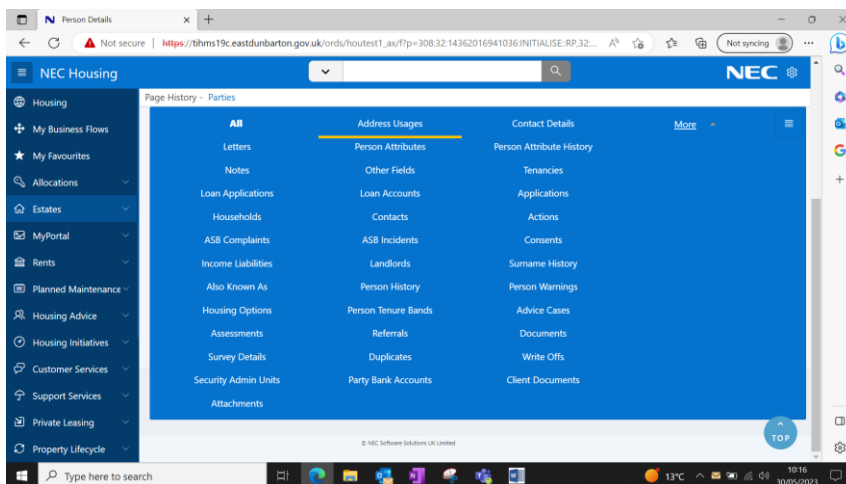 Person Details
Not secure | https://tihms19c.eastdunbarton.gov.uk/ords/houtest1_ax/f?p=308:32:14362016941036:INITIALISE::RP,32:...
Not syncing
NEC Housing
NEC
Page History - Parties
Housing
My Business Flows
My Favourites
Allocations
Estates
MyPortal
Rents
Planned Maintenance
Housing Advice
Housing Initiatives
Customer Services
Support Services
Private Leasing
Property Lifecycle
All Address Usages Contact Details More
Letters Person Attributes Person Attribute History
Notes Other Fields Tenancies
Loan Applications Loan Accounts Applications
Households Contacts Actions
ASB Complaints ASB Incidents Consents
Income Liabilities Landlords Surname History
Also Known As Person History Person Warnings
Housing Options Person Tenure Bands Advice Cases
Assessments Referrals Documents
Survey Details Duplicates Write Offs
Security Admin Units Party Bank Accounts Client Documents
Attachments
TOP
© NEC Software Solutions UK Limited
Type here to search
13°C
10:16
30/05/2023